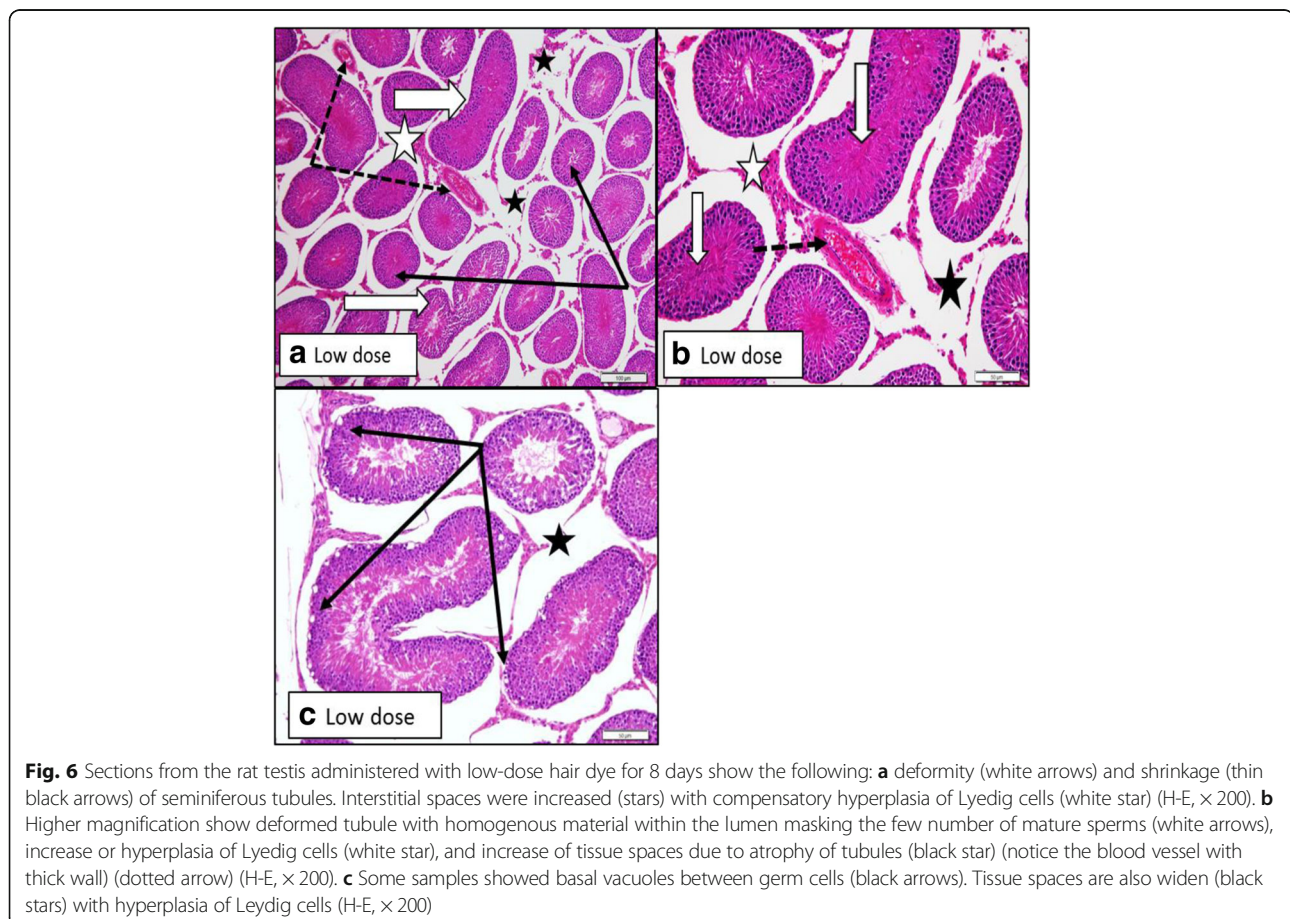 a Low dose
100 µm
b Low dose
50 µm
c Low dose
50 µm
Fig. 6 Sections from the rat testis administered with low-dose hair dye for 8 days show the following: a deformity (white arrows) and shrinkage (thin
black arrows) of seminiferous tubules. Interstitial spaces were increased (stars) with compensatory hyperplasia of Lyedig cells (white star) (H-E, × 200). b
Higher magnification show deformed tubule with homogenous material within the lumen masking the few number of mature sperms (white arrows),
increase or hyperplasia of Lyedig cells (white star), and increase of tissue spaces due to atrophy of tubules (black star) (notice the blood vessel with
thick wall) (dotted arrow) (H-E, × 200). c Some samples showed basal vacuoles between germ cells (black arrows). Tissue spaces are also widen (black
stars) with hyperplasia of Leydig cells (H-E, × 200)